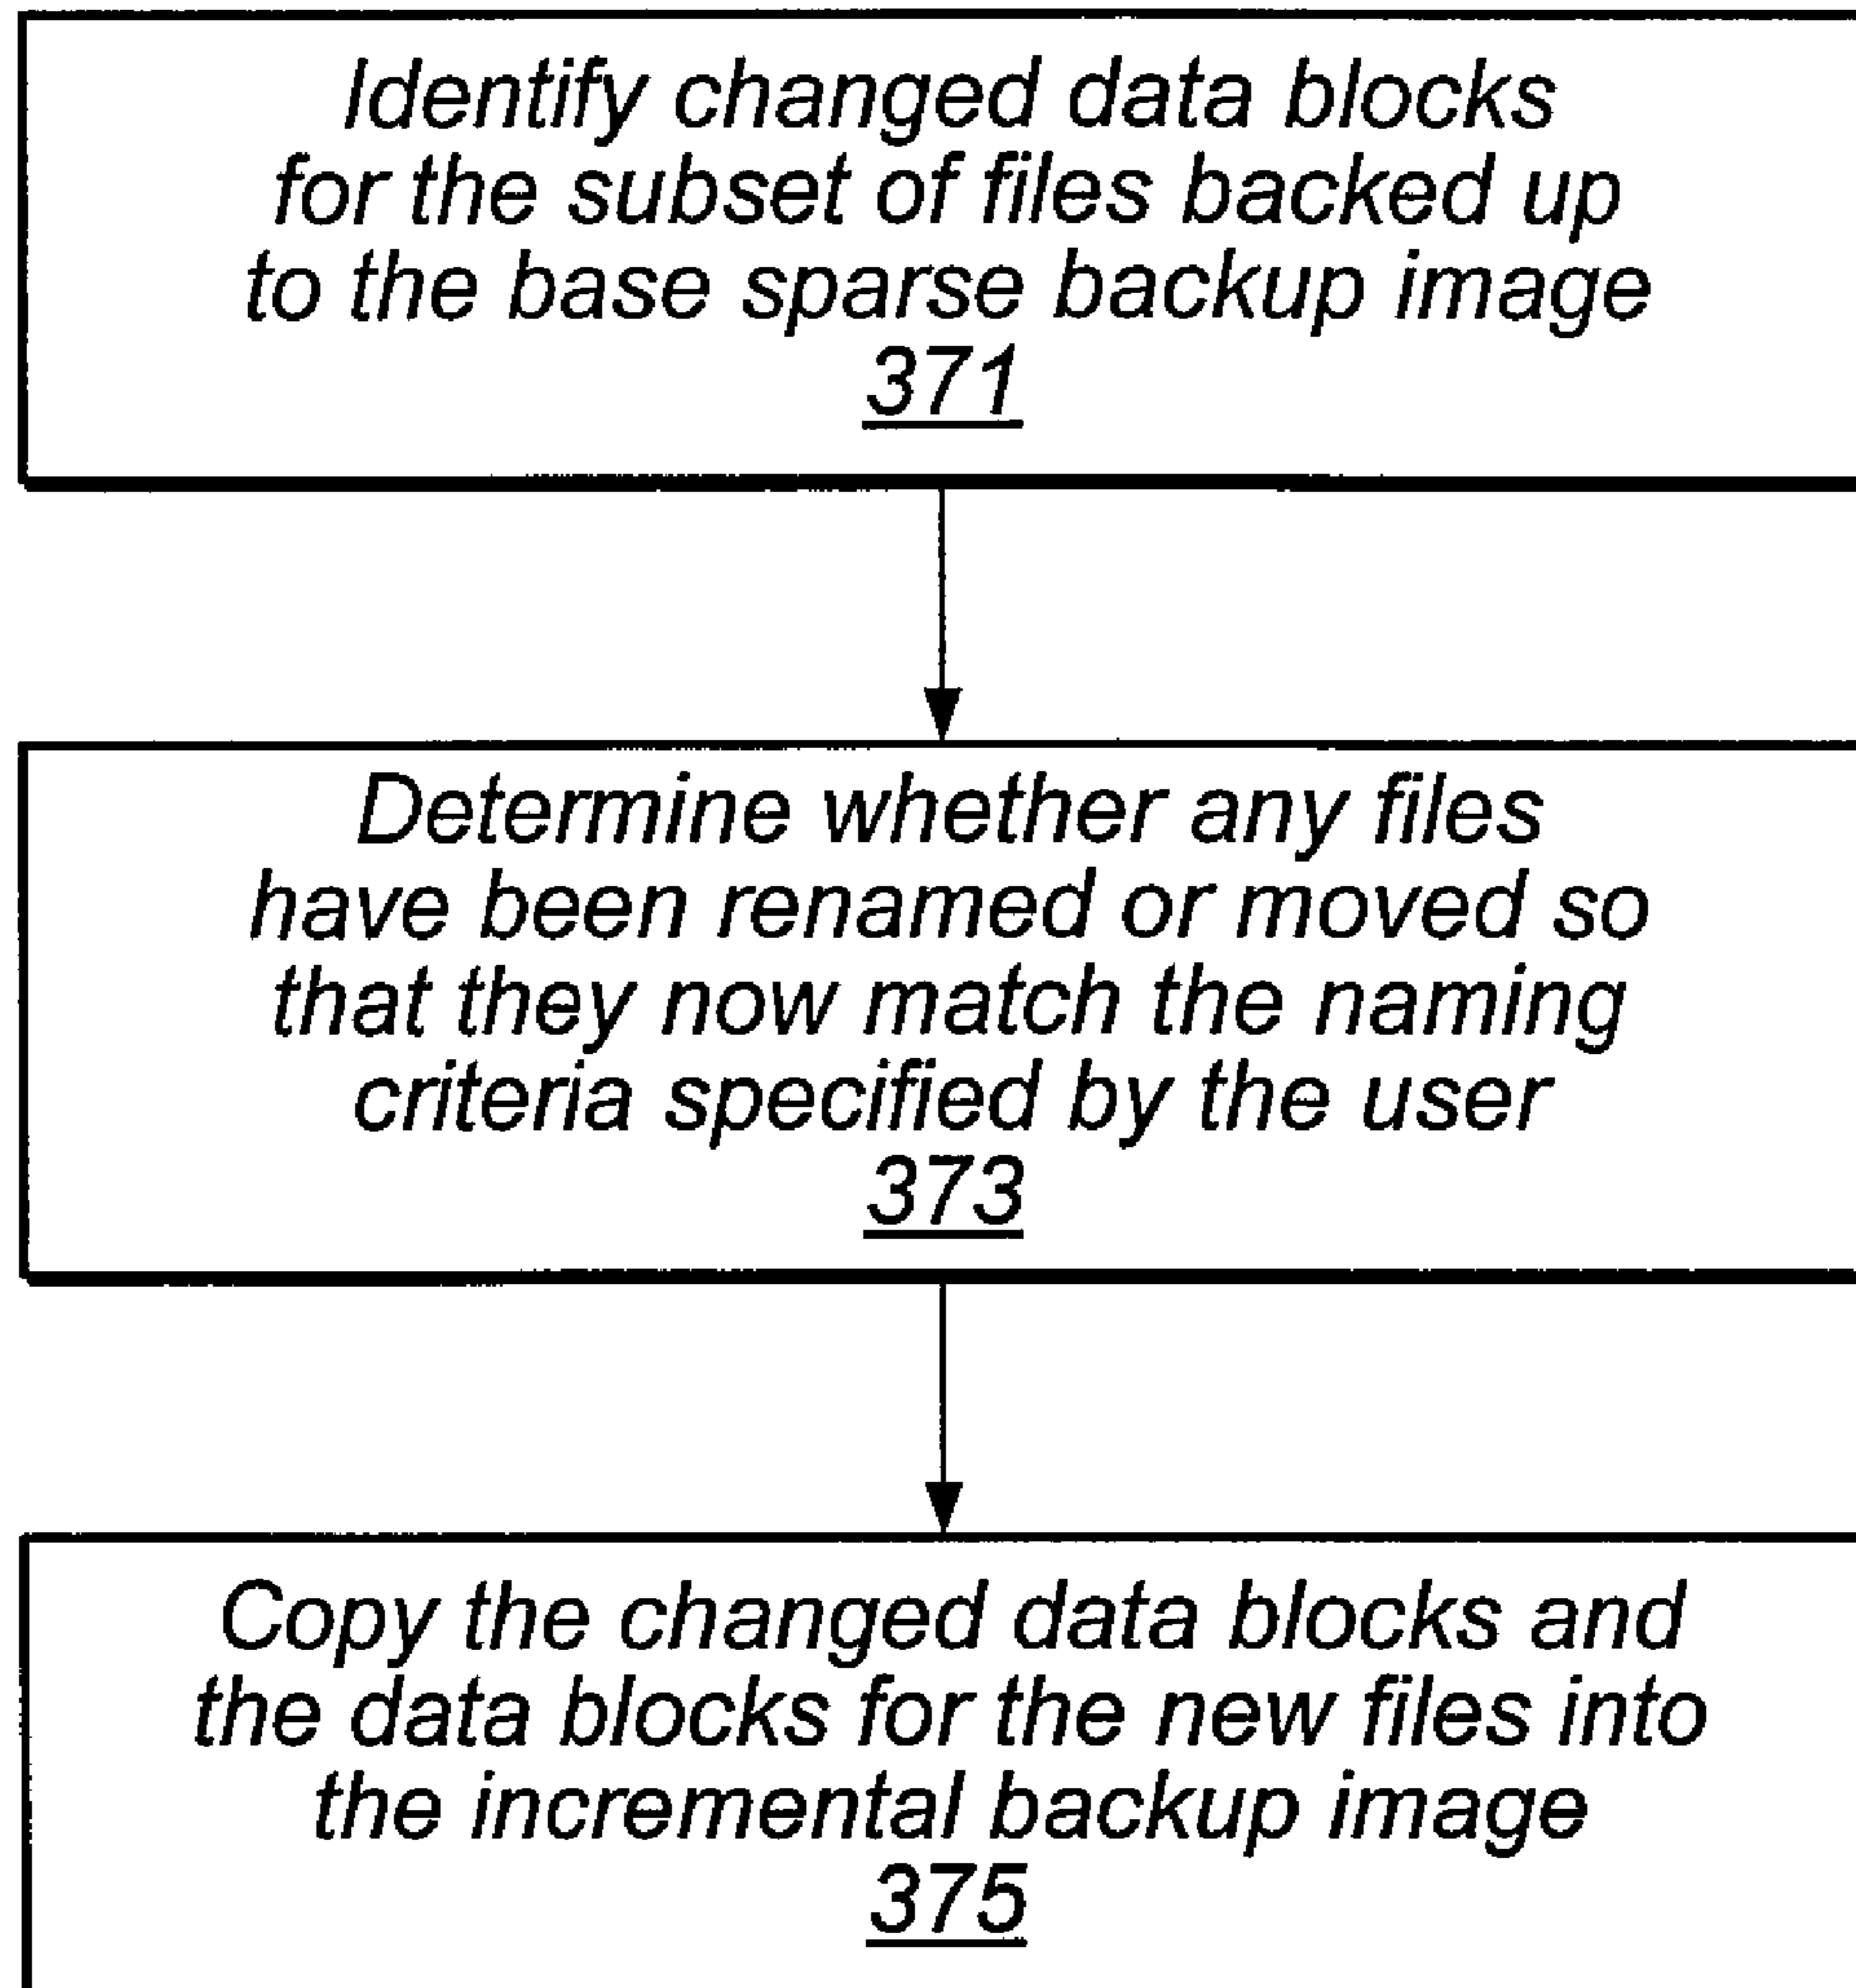 Identify changed data blocks
for the subset of files backed up
to the base sparse backup image
371
Determine whether any files
have been renamed or moved so
that they now match the naming
criteria specified by the user
373
Copy the changed data blocks and
the data blocks for the new files into
the incremental backup image
375